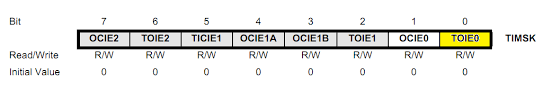 Bit 7 6 5 4 3 2 1 0
OCIE2 TOIE2 TICIE1 OCIE1A OCIE1B TOIE1 OCIE0 TOIE0 TIMSK
Read/Write R/W R/W R/W R/W R/W R/W R/W R/W
Initial Value 0 0 0 0 0 0 0 0